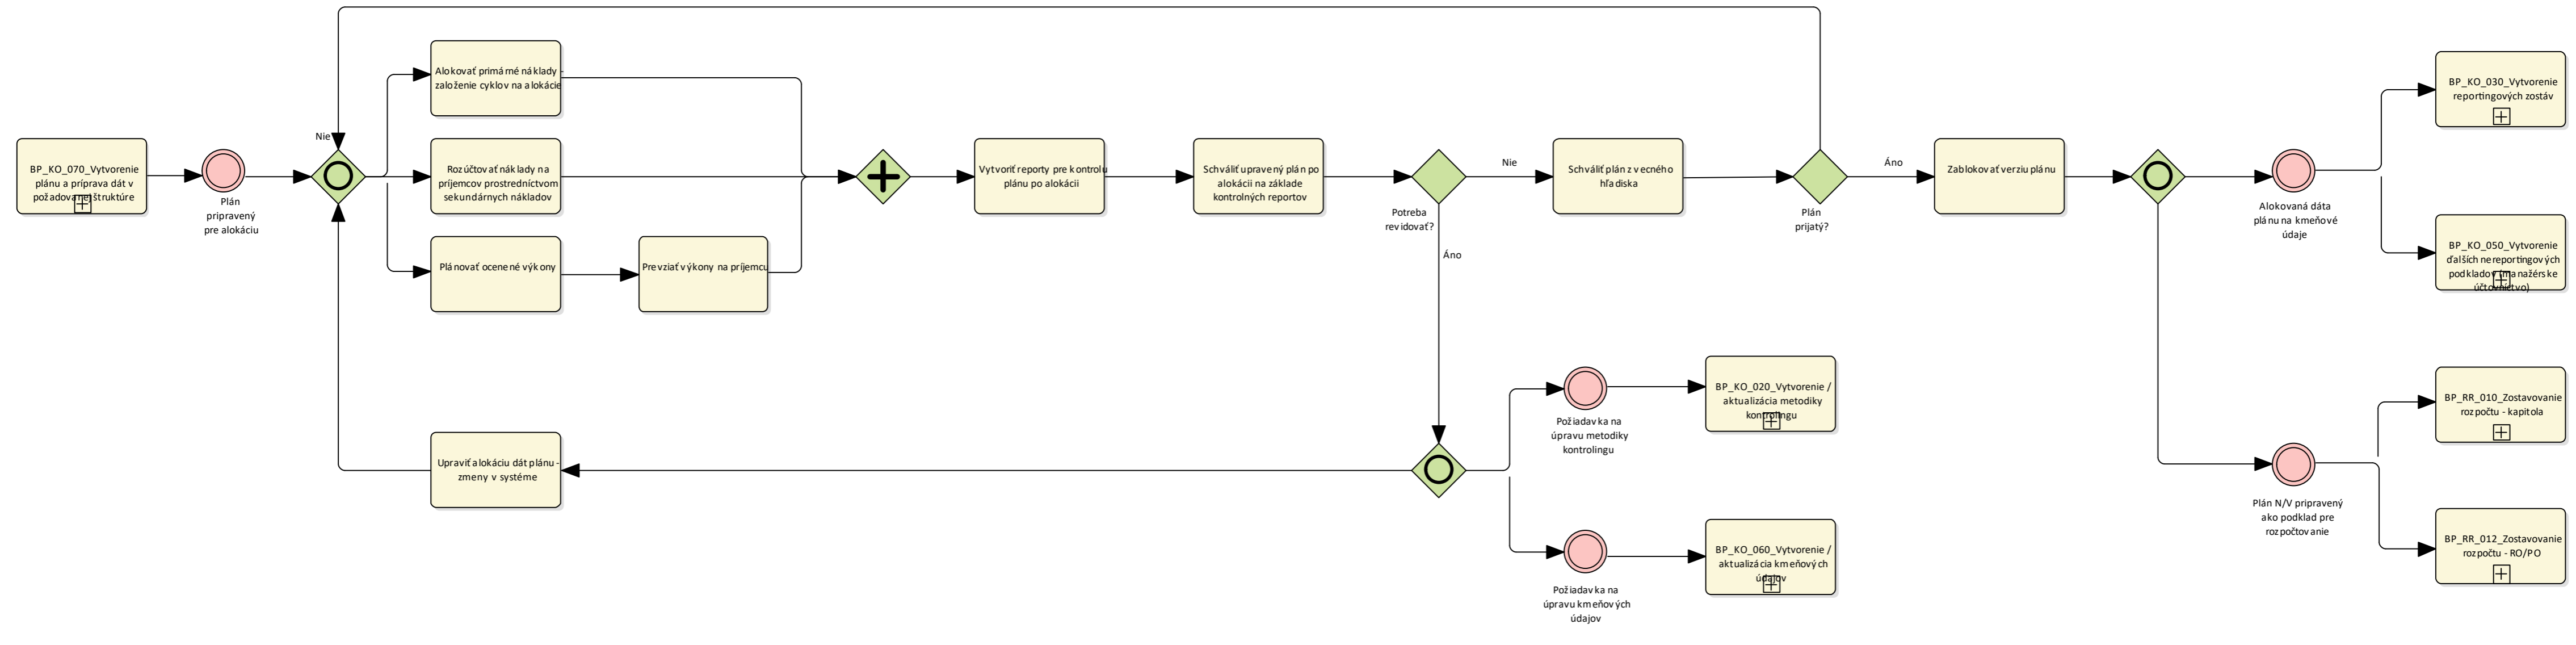 BP_KO_070_Vytvorenie
plánu a príprava dát v
požadovanej štruktúre
Plán
pripravený
pre alokáciu
Nie
Alokovať primárné náklady -
založenie cyklov na alokácie
Rozúčtovať náklady na
príjemcov prostredníctvom
sekundárnych nákladov
Plánovať ocenené výkony
Prevziať výkony na príjemcu
Vytvoriť reporty pre kontrolu
plánu po alokácii
Schváliť upravený plán po
alokácii na základe
kontrolných reportov
Potreba
revidovať?
Nie
Áno
Schváliť plán z vecného
hľadiska
Plán
prijatý?
Áno
Zablokovať verziu plánu
Alokovaná dáta
plánu na kmeňové
údaje
BP_KO_030_Vytvorenie
reportingových zostáv
BP_KO_050_Vytvorenie
ďalších nereportingových
podkladov (manažérske
účtovníctvo)
Upraviť alokáciu dát plánu -
zmeny v systéme
Požiadavka na
úpravu metodiky
kontrolingu
BP_KO_020_Vytvorenie /
aktualizácia metodiky
kontrolingu
Požiadavka na
úpravu kmeňových
údajov
BP_KO_060_Vytvorenie /
aktualizácia kmeňových
údajov
Plán N/V pripravený
ako podklad pre
rozpočtovanie
BP_RR_010_Zostavovanie
rozpočtu - kapitola
BP_RR_012_Zostavovanie
rozpočtu - RO/PO